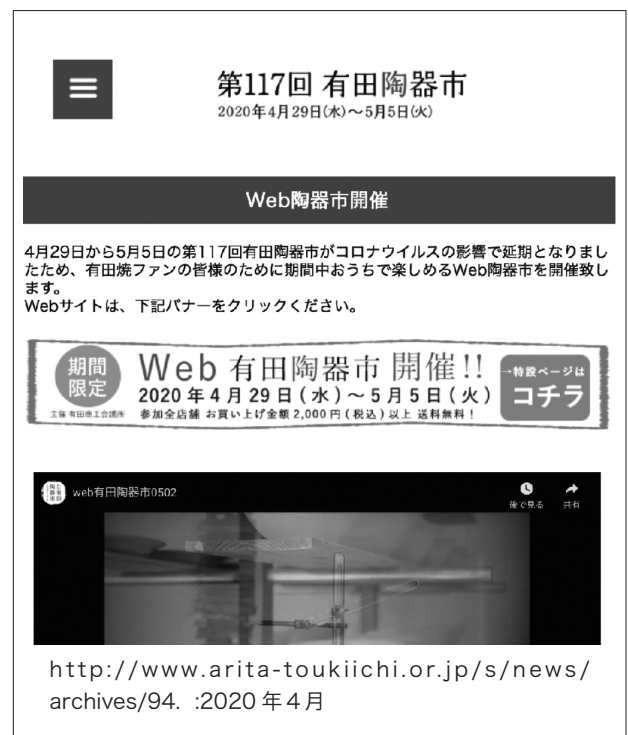 第117回 有田陶器市
2020年4月29日(水)～5月5日(火)
Web陶器市開催
4月29日から5月5日の第117回有田陶器市がコロナウイルスの影響で延期となりまし
たため、有田焼ファンの皆様のために期間中おうちで楽しめるWeb陶器市を開催致し
ます。
Webサイトは、下記バナーをクリックください。
期間
限定
主催 有田商工会議所
Web 有田陶器市 開催!!
2020年4月29日(水)～5月5日(火)
参加全店舗 お買い上げ金額2,000円(税込)以上 送料無料！
→特設ページは
コチラ
web有田陶器市0502
後で見る
共有
http://www.arita-toukiichi.or.jp/s/news/
archives/94. :2020年4月